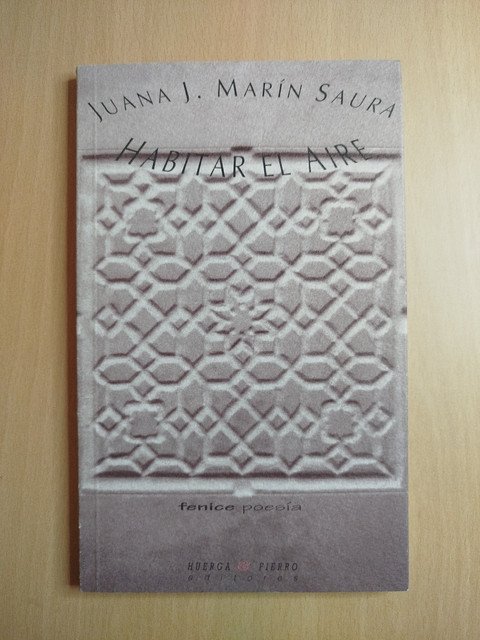 JUANA J. MARÍN SAURA
HABITAR EL AIRE
fenice poesía
HUERGA & FIERRO
editores